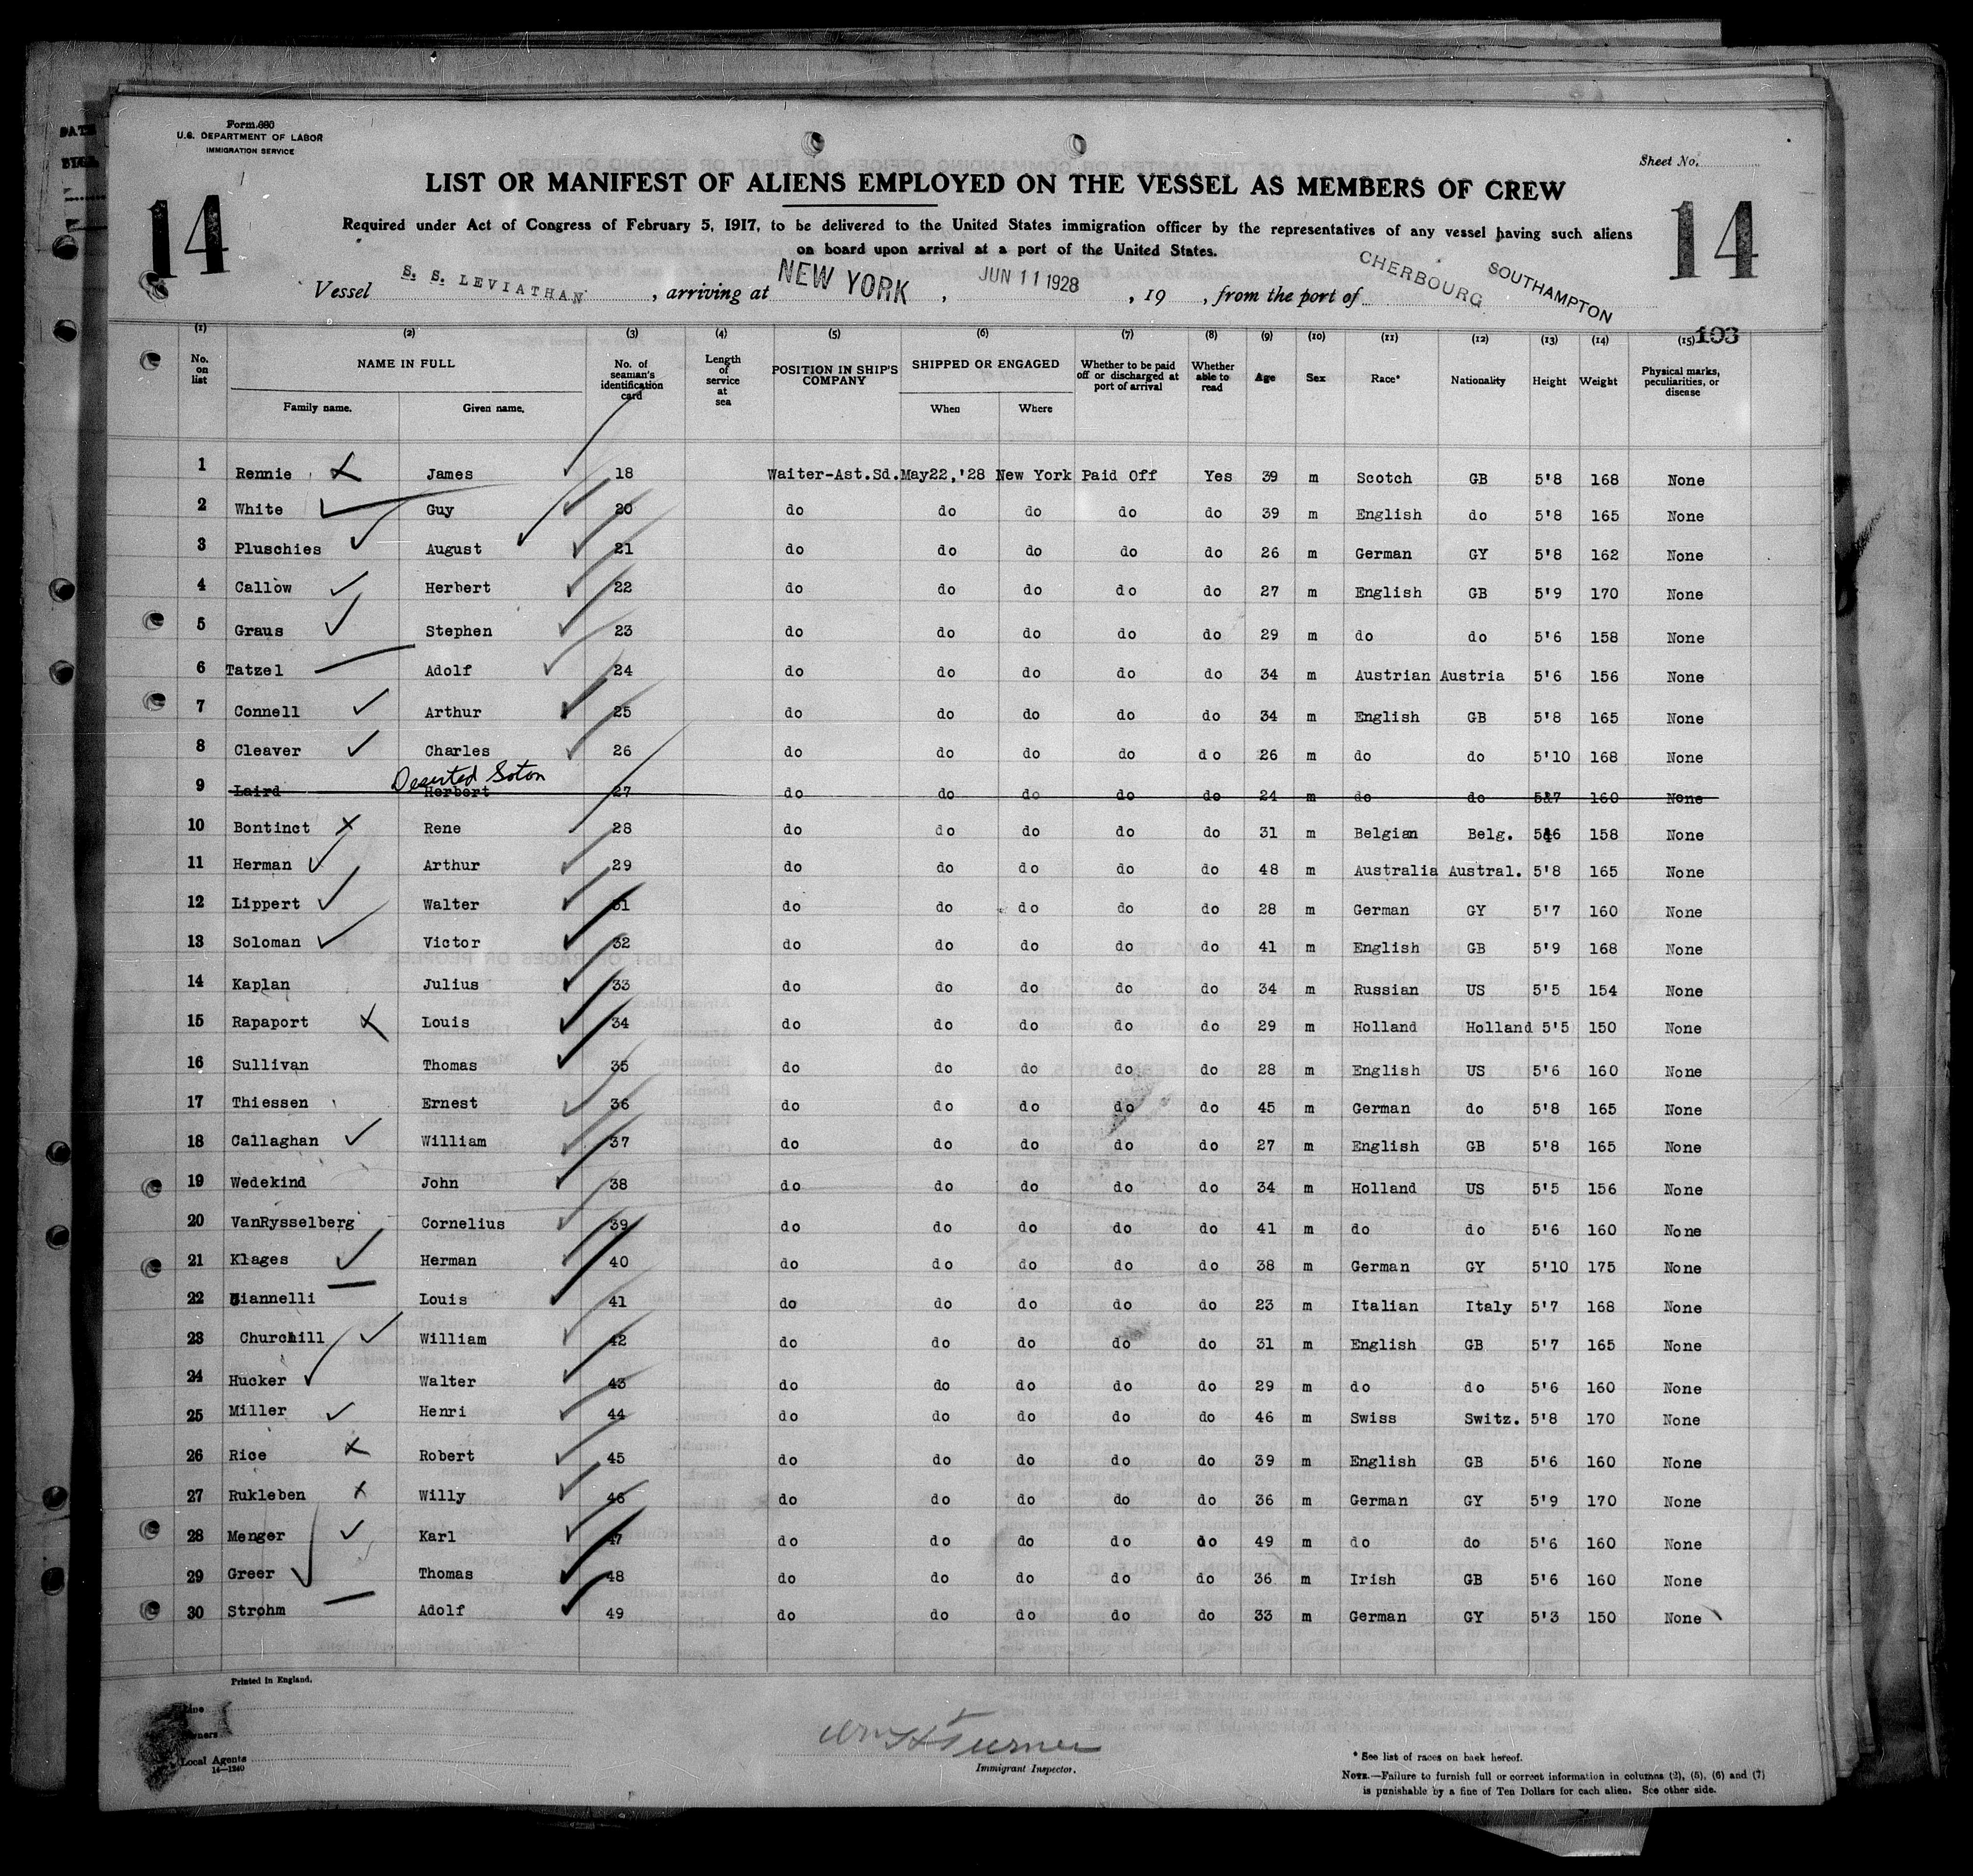 Form 680
U.S. DEPARTMENT OF LABOR
IMMIGRATION SERVICE
Sheet No.
14
14
LIST OR MANIFEST OF ALIENS EMPLOYED ON THE VESSEL AS MEMBERS OF CREW
Required under Act of Congress of February 5, 1917, to be delivered to the United States immigration officer by the representatives of any vessel having such aliens
on board upon arrival at a port of the United States.
Vessel S. S. LEVIATHAN, arriving at NEW YORK, JUN 11 1928, 19 , from the port of CHERBOURG SOUTHAMPTON
103
(1) (2) (3) (4) (5) (6) (7) (8) (9) (10) (11) (12) (13) (14) (15)
No. on list NAME IN FULL Family name. Given name. No. of seaman's identification card Length of service at sea POSITION IN SHIP'S COMPANY SHIPPED OR ENGAGED When Where Whether to be paid off or discharged at port of arrival Whether able to read Age Sex Race* Nationality Height Weight Physical marks, peculiarities, or disease
1 Rennie James 18 Waiter-Ast.Sd. May22,'28 New York Paid Off Yes 39 m Scotch GB 5'8 168 None
2 White Guy 20 do do do do do 39 m English do 5'8 165 None
3 Pluschies August 21 do do do do do 26 m German GY 5'8 162 None
4 Callow Herbert 22 do do do do do 27 m English GB 5'9 170 None
5 Graus Stephen 23 do do do do do 29 m do do 5'6 158 None
6 Tatzel Adolf 24 do do do do do 34 m Austrian Austria 5'6 156 None
7 Connell Arthur 25 do do do do do 34 m English GB 5'8 165 None
8 Cleaver Charles 26 do do do do do 26 m do do 5'10 168 None
Deserted Soton
9 Laird Herbert 27 do do do do do 24 m do do 5'7 160 None
10 Bontinct Rene 28 do do do do do 31 m Belgian Belg. 5'6 158 None
11 Herman Arthur 29 do do do do do 48 m Australia Austral. 5'8 165 None
12 Lippert Walter 31 do do do do do 28 m German GY 5'7 160 None
13 Soloman Victor 32 do do do do do 41 m English GB 5'9 168 None
14 Kaplan Julius 33 do do do do do 34 m Russian US 5'5 154 None
15 Rapaport Louis 34 do do do do do 29 m Holland Holland 5'5 150 None
16 Sullivan Thomas 35 do do do do do 28 m English US 5'6 160 None
17 Thiessen Ernest 36 do do do do do 45 m German do 5'8 165 None
18 Callaghan William 37 do do do do do 27 m English GB 5'8 165 None
19 Wedekind John 38 do do do do do 34 m Holland US 5'5 156 None
20 VanRysselberg Cornelius 39 do do do do do 41 m do do 5'6 160 None
21 Klages Herman 40 do do do do do 38 m German GY 5'10 175 None
22 Giannelli Louis 41 do do do do do 23 m Italian Italy 5'7 168 None
23 Churchill William 42 do do do do do 31 m English GB 5'7 165 None
24 Hucker Walter 43 do do do do do 29 m do do 5'6 160 None
25 Miller Henri 44 do do do do do 46 m Swiss Switz. 5'8 170 None
26 Rice Robert 45 do do do do do 39 m English GB 5'6 160 None
27 Rukleben Willy 46 do do do do do 36 m German GY 5'9 170 None
28 Menger Karl 47 do do do do do 49 m do do 5'6 160 None
29 Greer Thomas 48 do do do do do 36 m Irish GB 5'6 160 None
30 Strohm Adolf 49 do do do do do 33 m German GY 5'3 150 None
Printed in England.
Line
Owners
Local Agents
14—1240
Wm H Turner
Immigrant Inspector.
* See list of races on back hereof.
NOTE.—Failure to furnish full or correct information in columns (2), (5), (6) and (7)
is punishable by a fine of Ten Dollars for each alien. See other side.